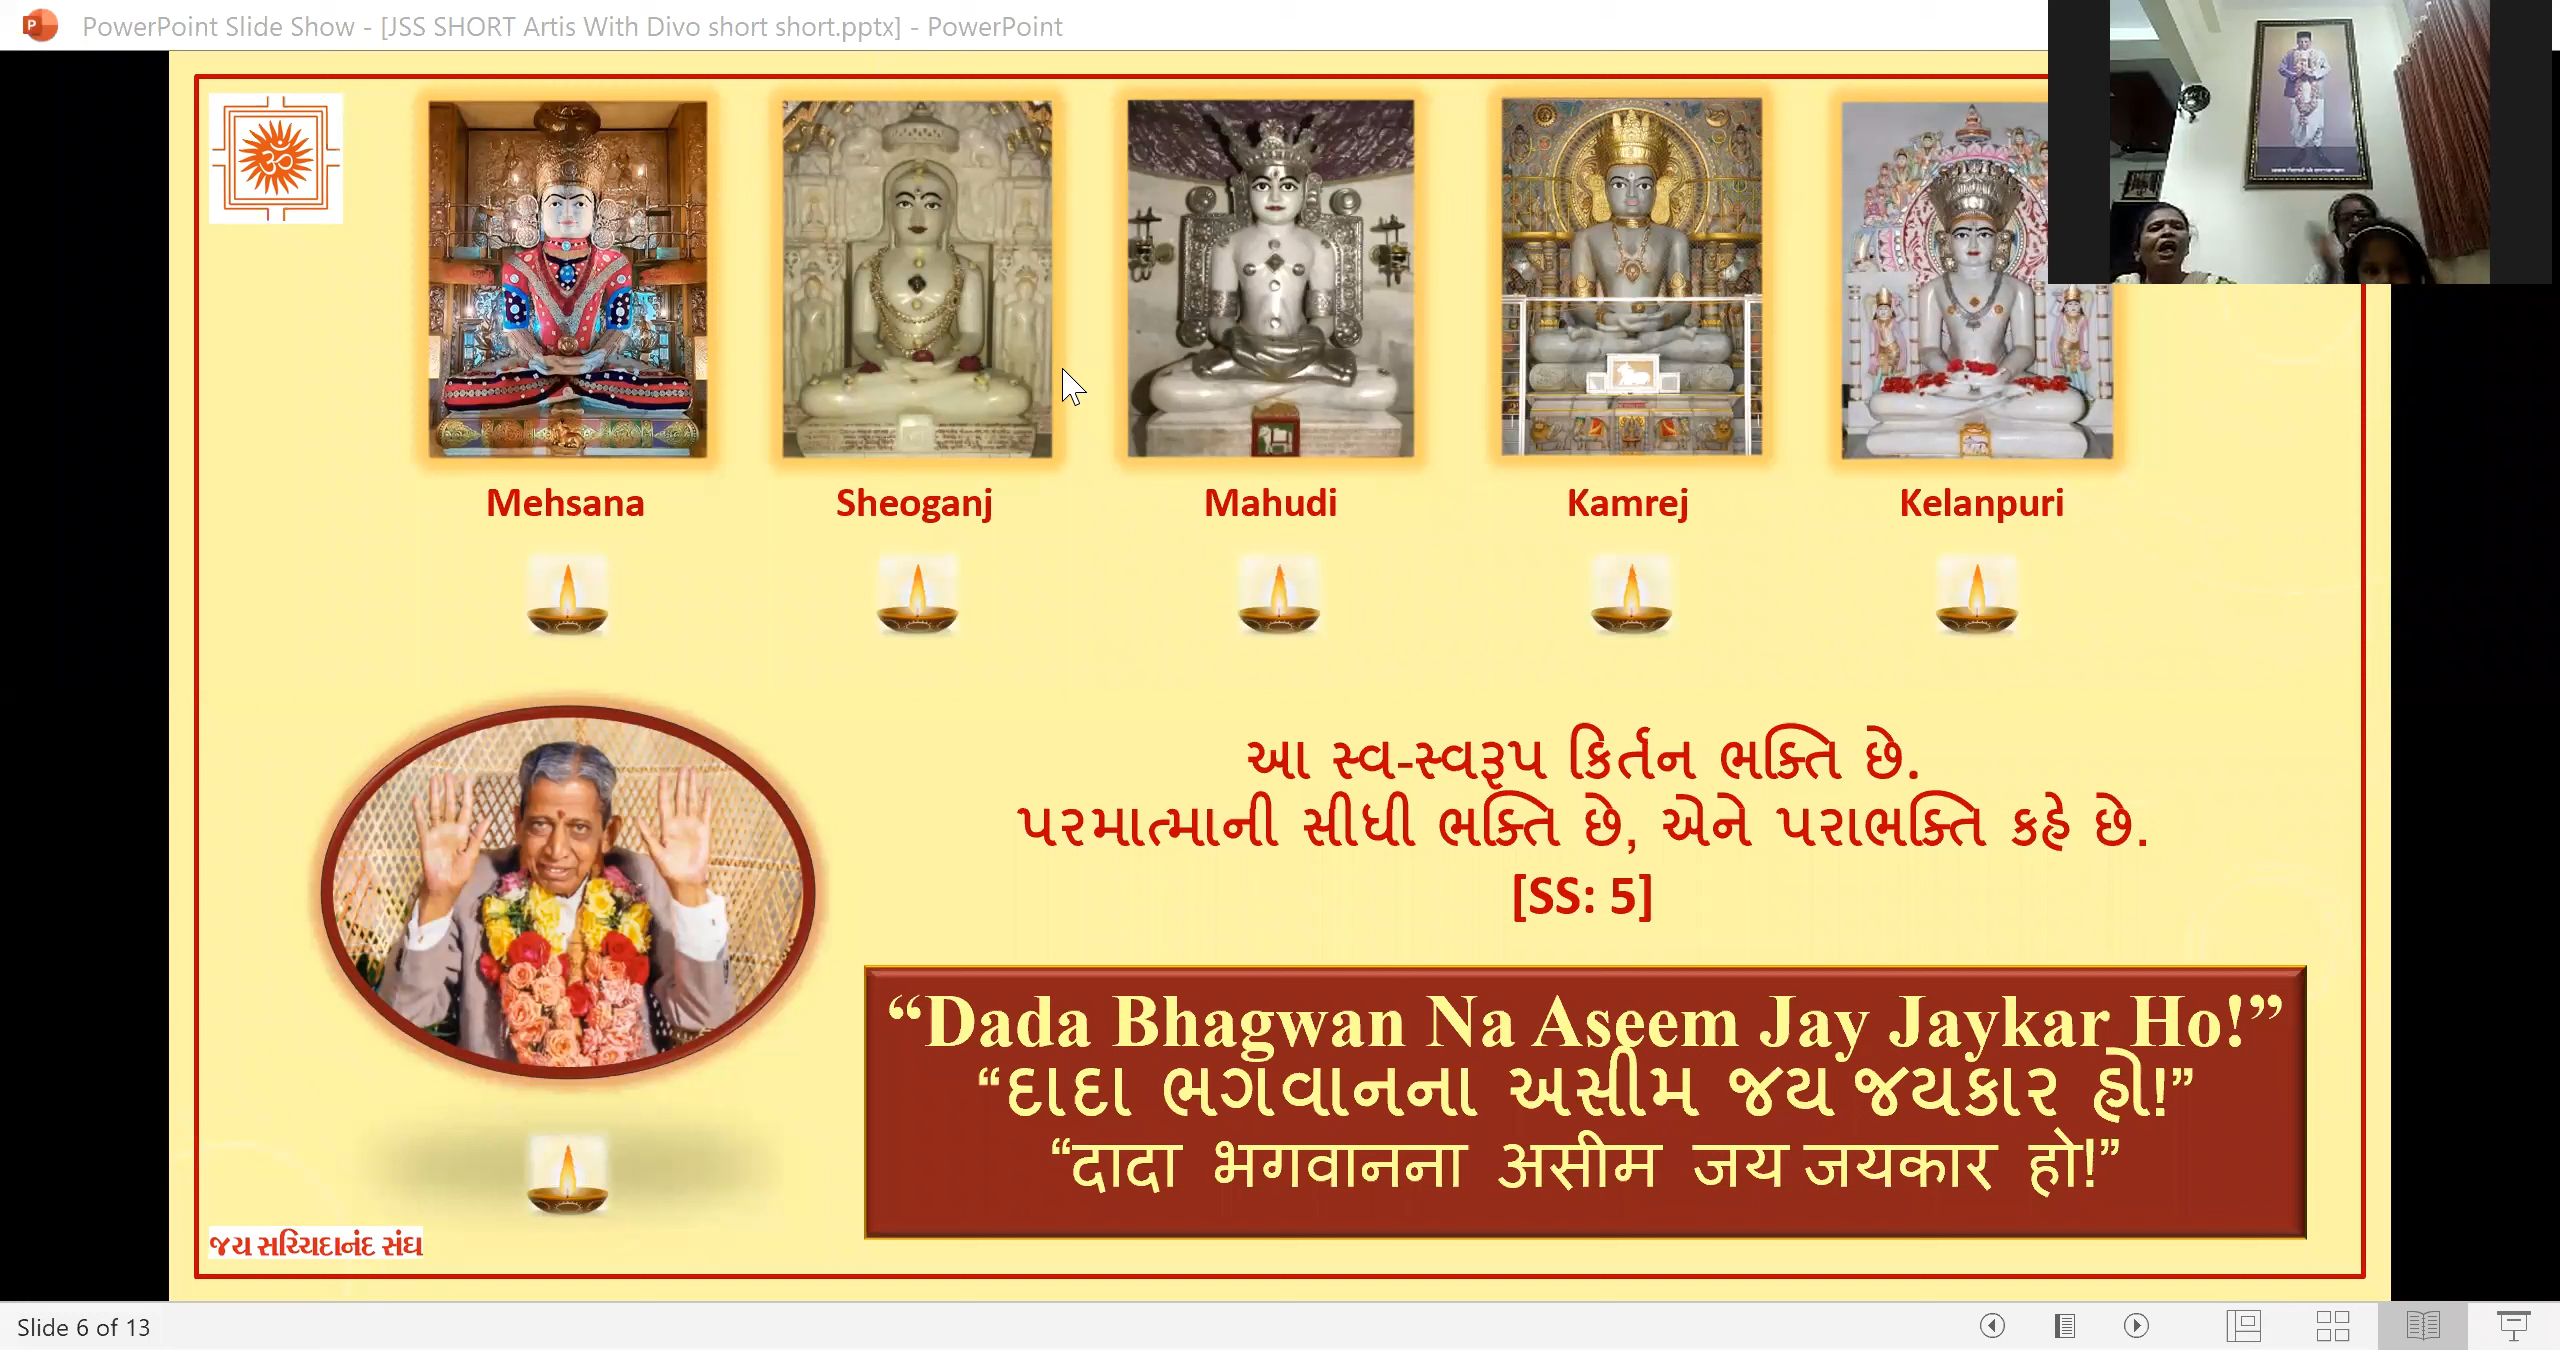 PowerPoint Slide Show - [JSS SHORT Artis With Divo short short.pptx] - PowerPoint
ॐ
Mehsana
Sheoganj
Mahudi
Kamrej
Kelanpuri
આ સ્વ-સ્વરૂપ કિર્તન ભક્તિ છે.
પરમાત્માની સીધી ભક્તિ છે, એને પરાભક્તિ કહે છે.
[SS: 5]
“Dada Bhagwan Na Aseem Jay Jaykar Ho!”
“દાદા ભગવાનના અસીમ જય જયકાર હો!”
“दादा भगवानना असीम जय जयकार हो!”
જય સચ્ચિદાનંદ સંઘ
Slide 6 of 13